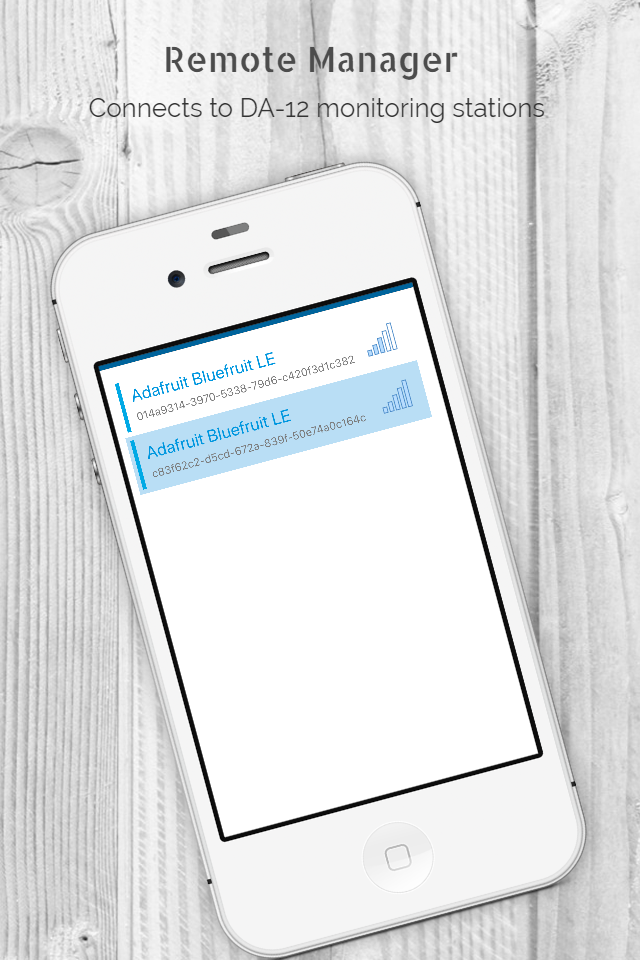 Remote Manager
Connects to DA-12 monitoring stations
Adafruit Bluefruit LE
014a9314-3970-5338-79d6-c420f3d1c382
Adafruit Bluefruit LE
c83f62c2-d5cd-672a-839f-50e74a0c164c